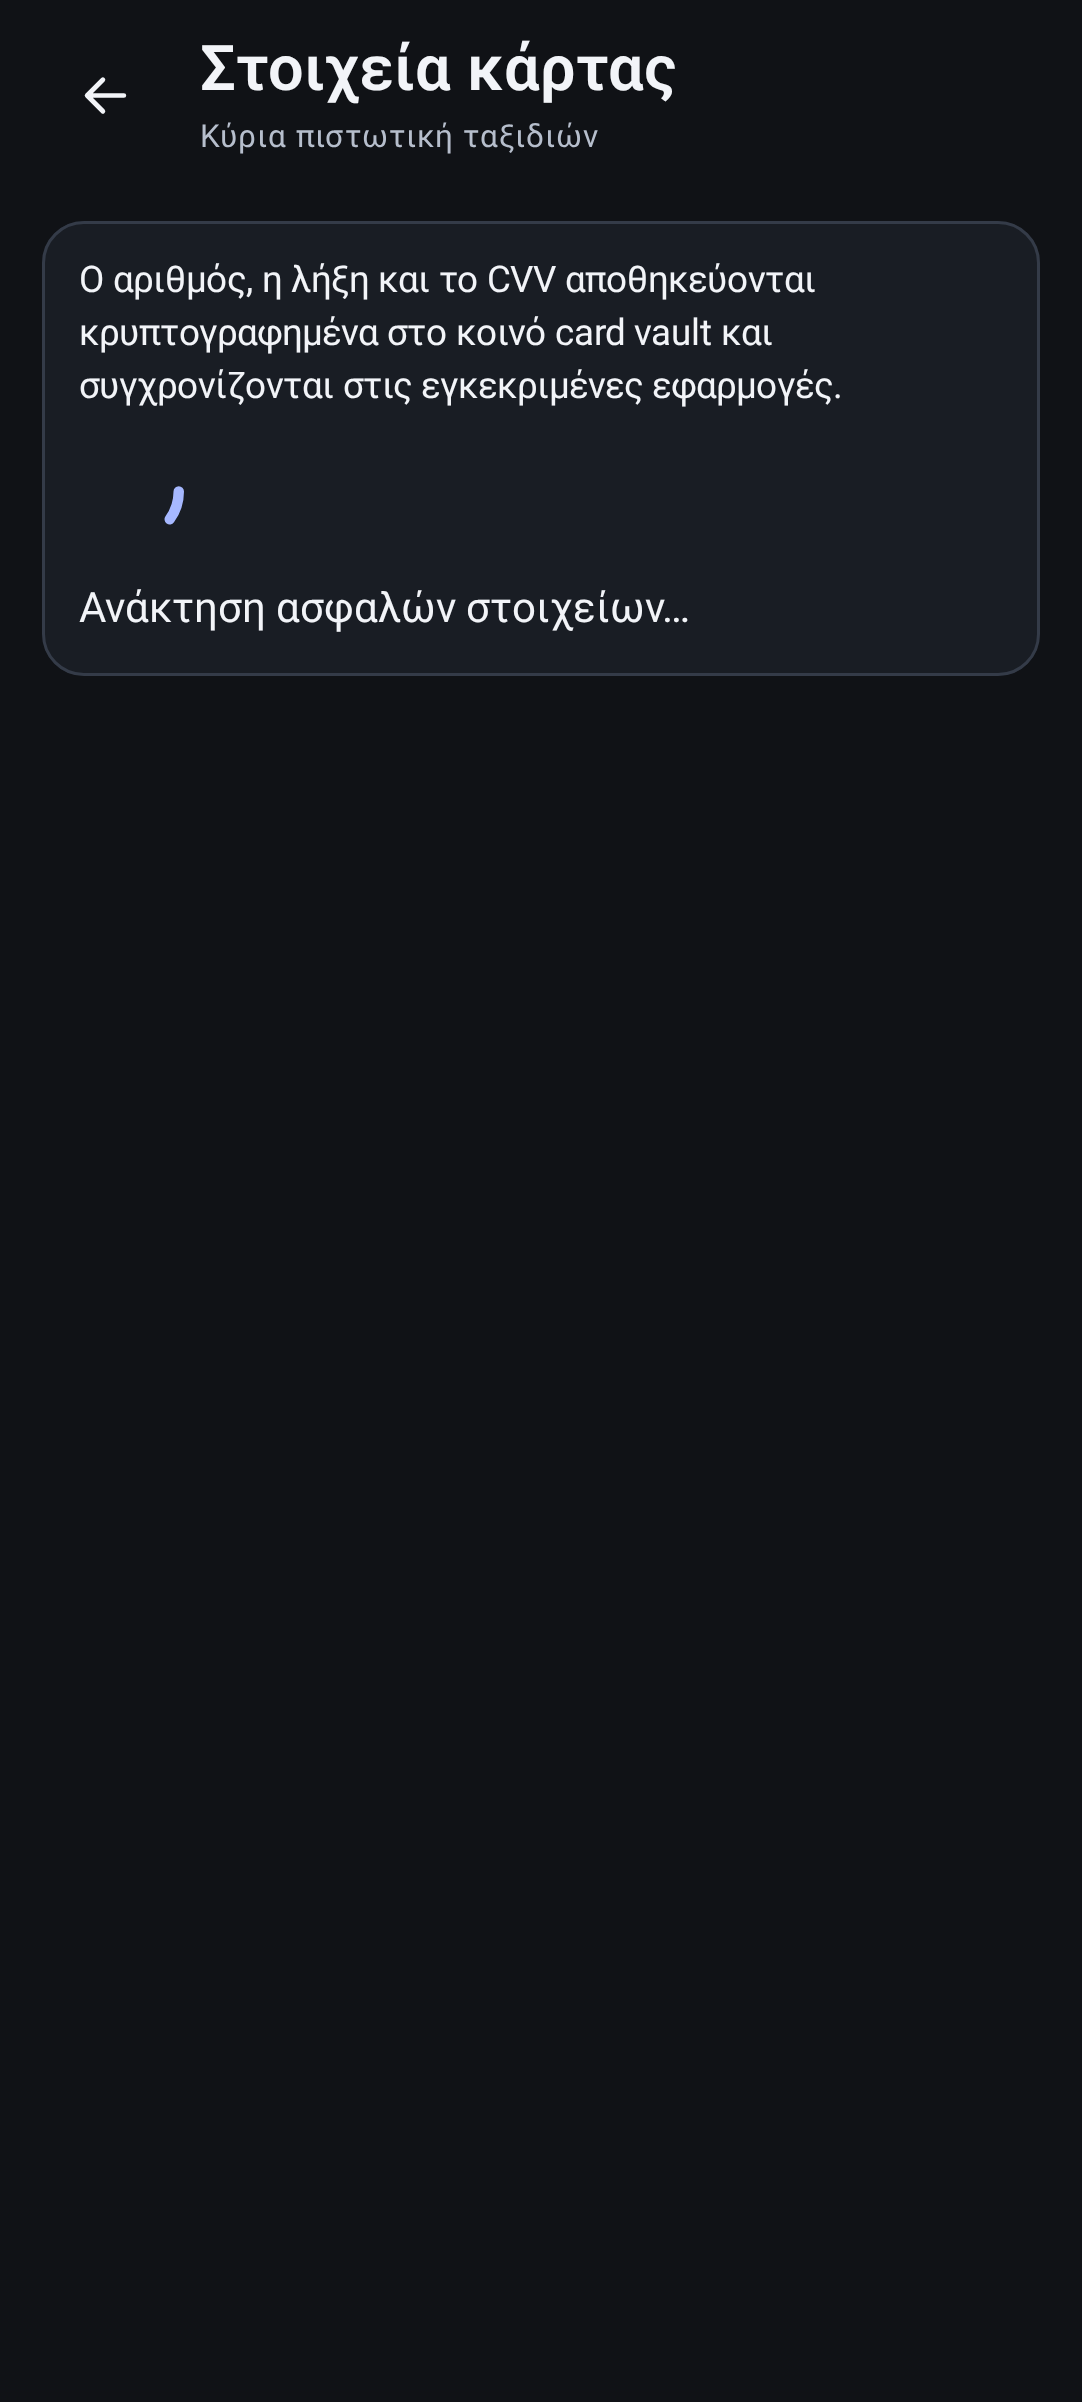 Στοιχεία κάρτας
Κύρια πιστωτική ταξιδιών
Ο αριθμός, η λήξη και το CVV αποθηκεύονται
κρυπτογραφημένα στο κοινό card vault και
συγχρονίζονται στις εγκεκριμένες εφαρμογές.
Ανάκτηση ασφαλών στοιχείων…